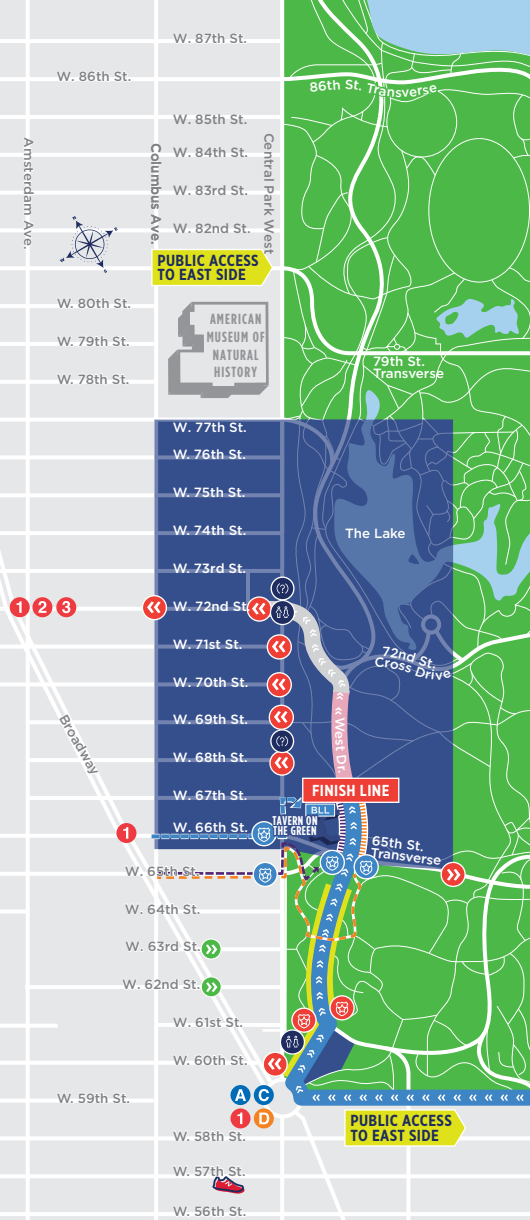 W. 87th St.
W. 86th St.
86th St. Transverse
W. 85th St.
Amsterdam Ave.
Columbus Ave.
Central Park West
W. 84th St.
W. 83rd St.
W. 82nd St.
PUBLIC ACCESS
TO EAST SIDE
W. 80th St.
AMERICAN
MUSEUM OF
NATURAL
HISTORY
W. 79th St.
79th St.
Transverse
W. 78th St.
W. 77th St.
W. 76th St.
W. 75th St.
W. 74th St.
The Lake
W. 73rd St.
1 2 3
W. 72nd St.
W. 71st St.
72nd St.
Cross Drive
W. 70th St.
W. 69th St.
West Dr.
Broadway
W. 68th St.
FINISH LINE
W. 67th St.
BLL
TAVERN ON
THE GREEN
1
W. 66th St.
65th St.
Transverse
W. 65th St.
W. 64th St.
W. 63rd St.
W. 62nd St.
W. 61st St.
W. 60th St.
A C
1 D
W. 59th St.
PUBLIC ACCESS
TO EAST SIDE
W. 58th St.
W. 57th St.
W. 56th St.